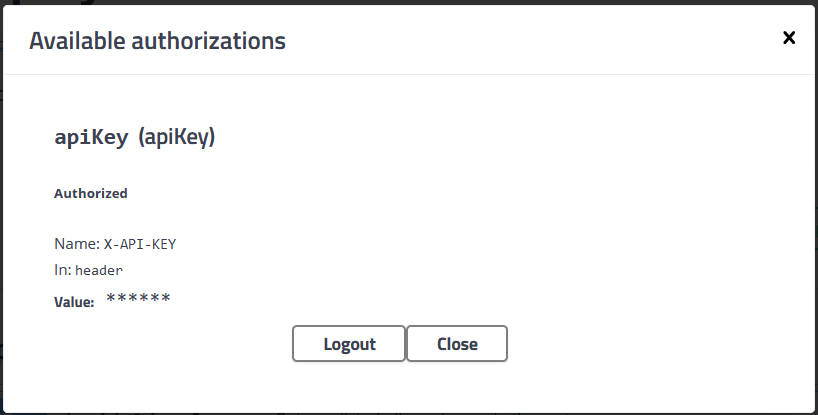 Available authorizations
apiKey (apiKey)
Authorized
Name: X-API-KEY
In: header
Value: ******
Logout Close